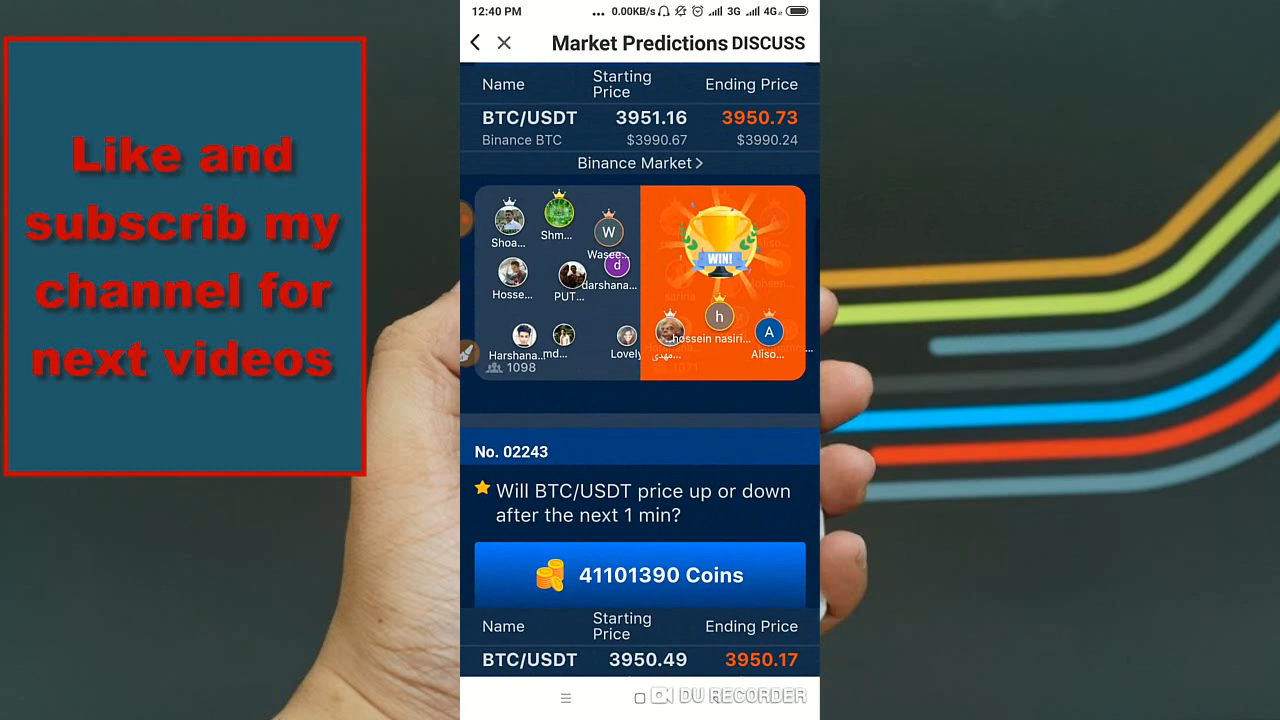 12:40 PM
... 0.00KB/s 3G 4G
Market Predictions DISCUSS
Name Starting Price Ending Price
BTC/USDT 3951.16 3950.73
Binance BTC $3990.67 $3990.24
Binance Market >
Shoa...
Shm...
W
Wasee...
Hosse...
PUT...
d
darshana...
Harshana...
md...
Lovely
1098
WIN!
h
hossein nasiri...
مهدی...
A
Aliso...
sarina
1071
No. 02243
Will BTC/USDT price up or down
after the next 1 min?
41101390 Coins
Name Starting Price Ending Price
BTC/USDT 3950.49 3950.17
DU RECORDER
Like and
subscrib my
channel for
next videos